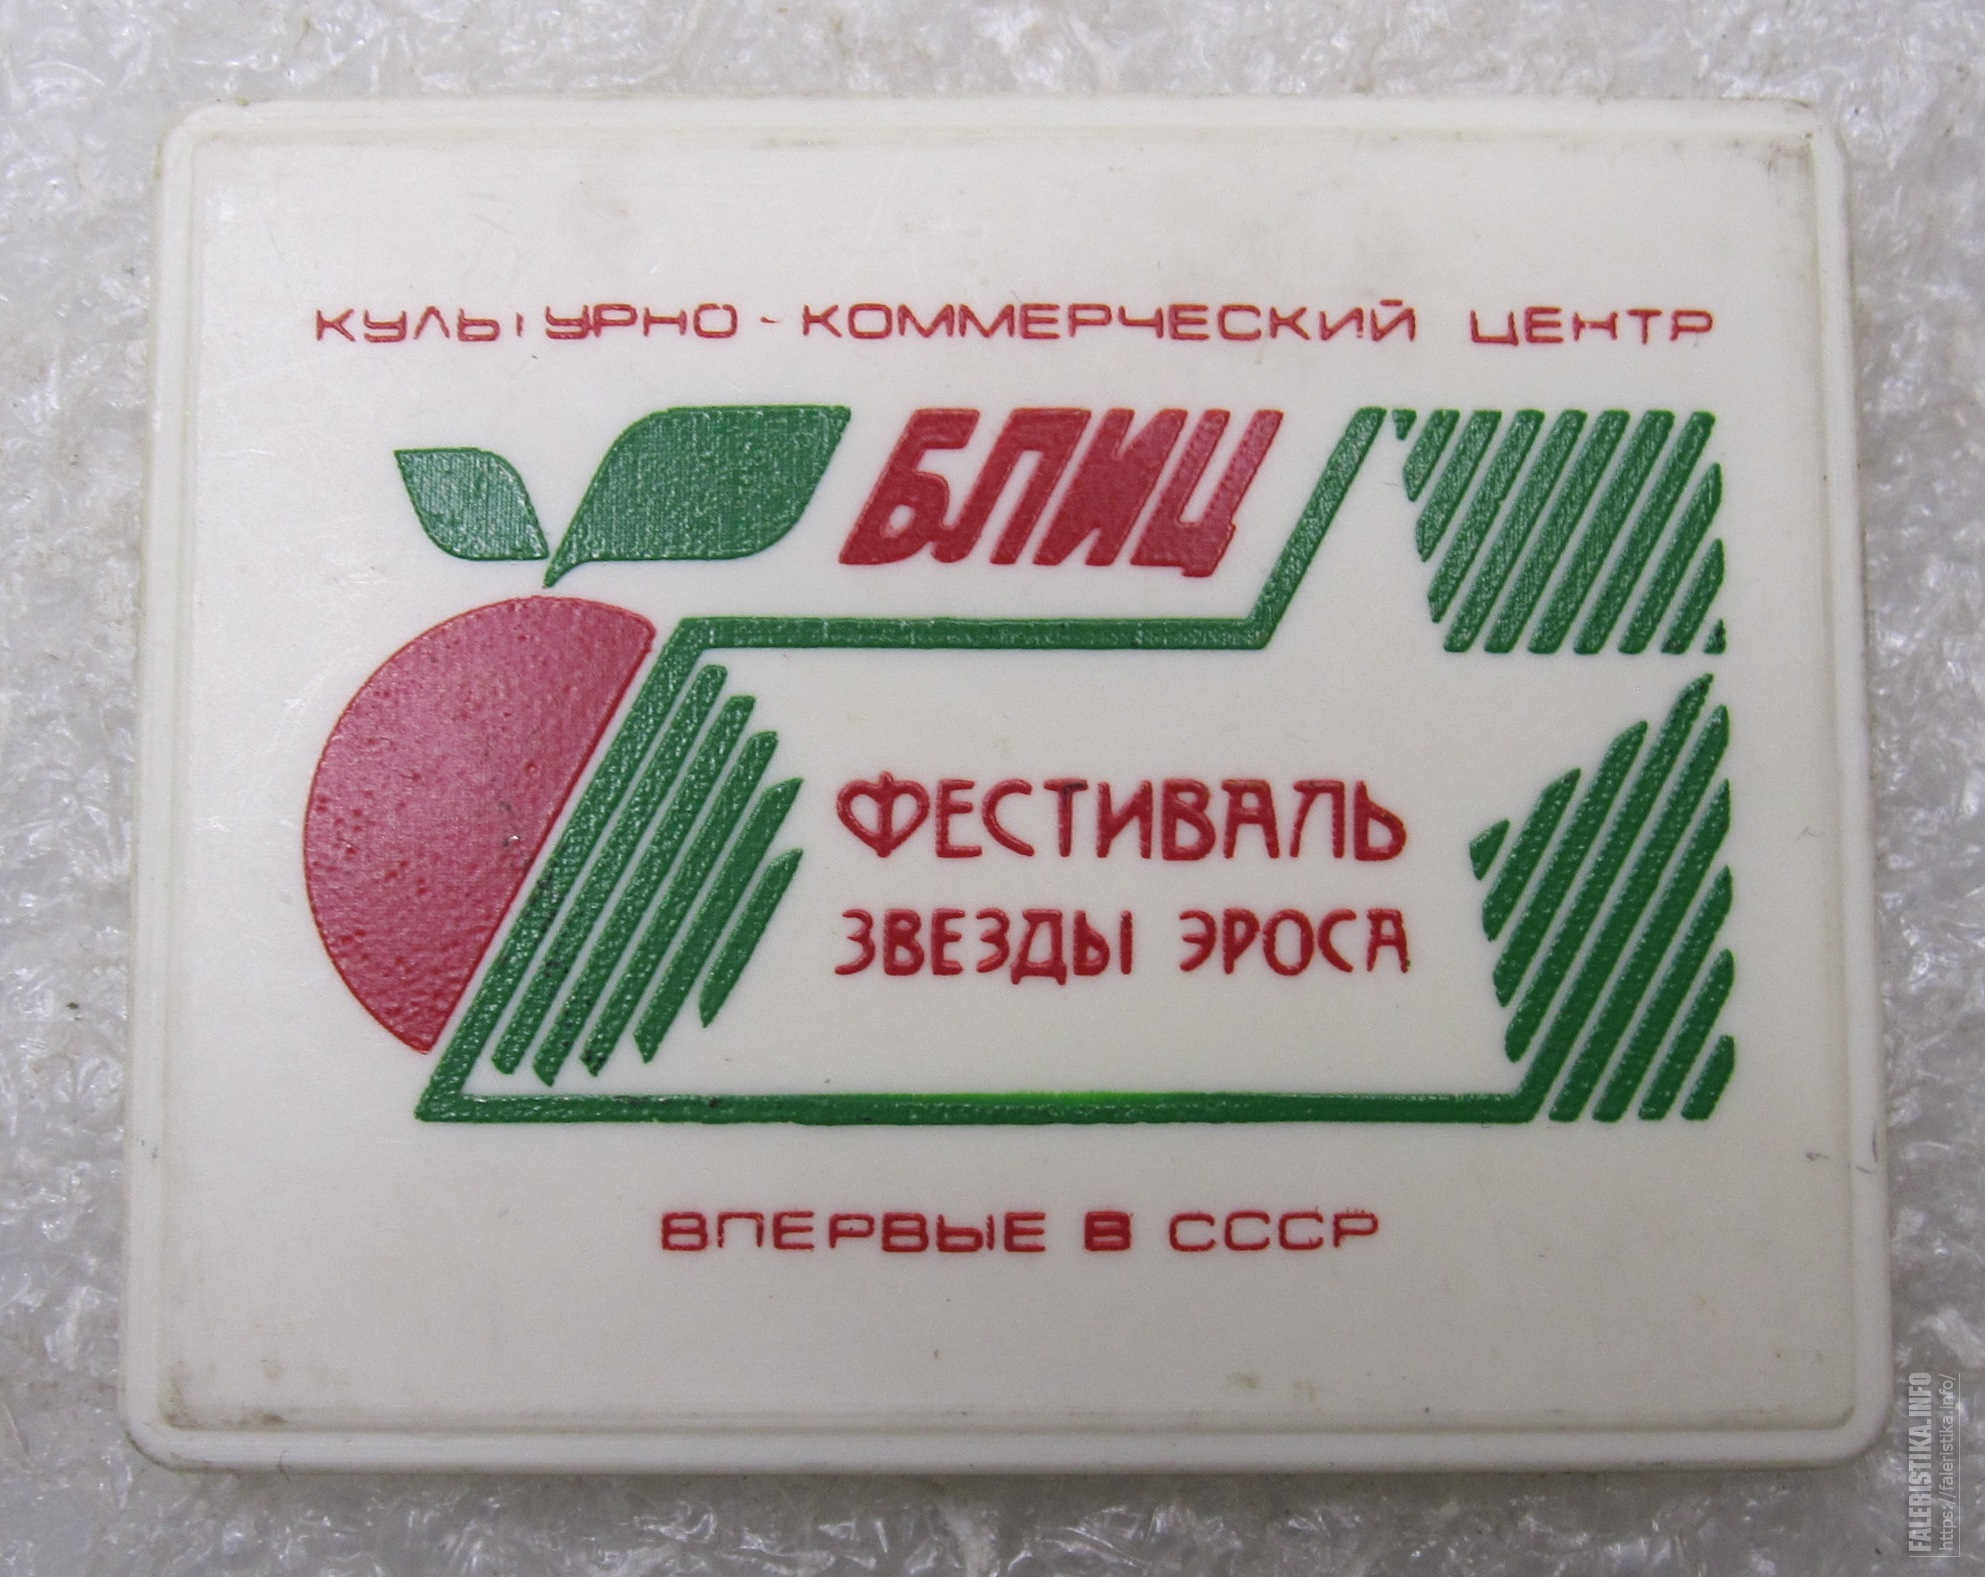 КУЛЬТУРНО - КОММЕРЧЕСКИЙ ЦЕНТР
БЛИЦ
ФЕСТИВАЛЬ
ЗВЕЗДЫ ЭРОСА
ВПЕРВЫЕ В СССР
FALERISTIKA.INFO
https://faleristika.info/